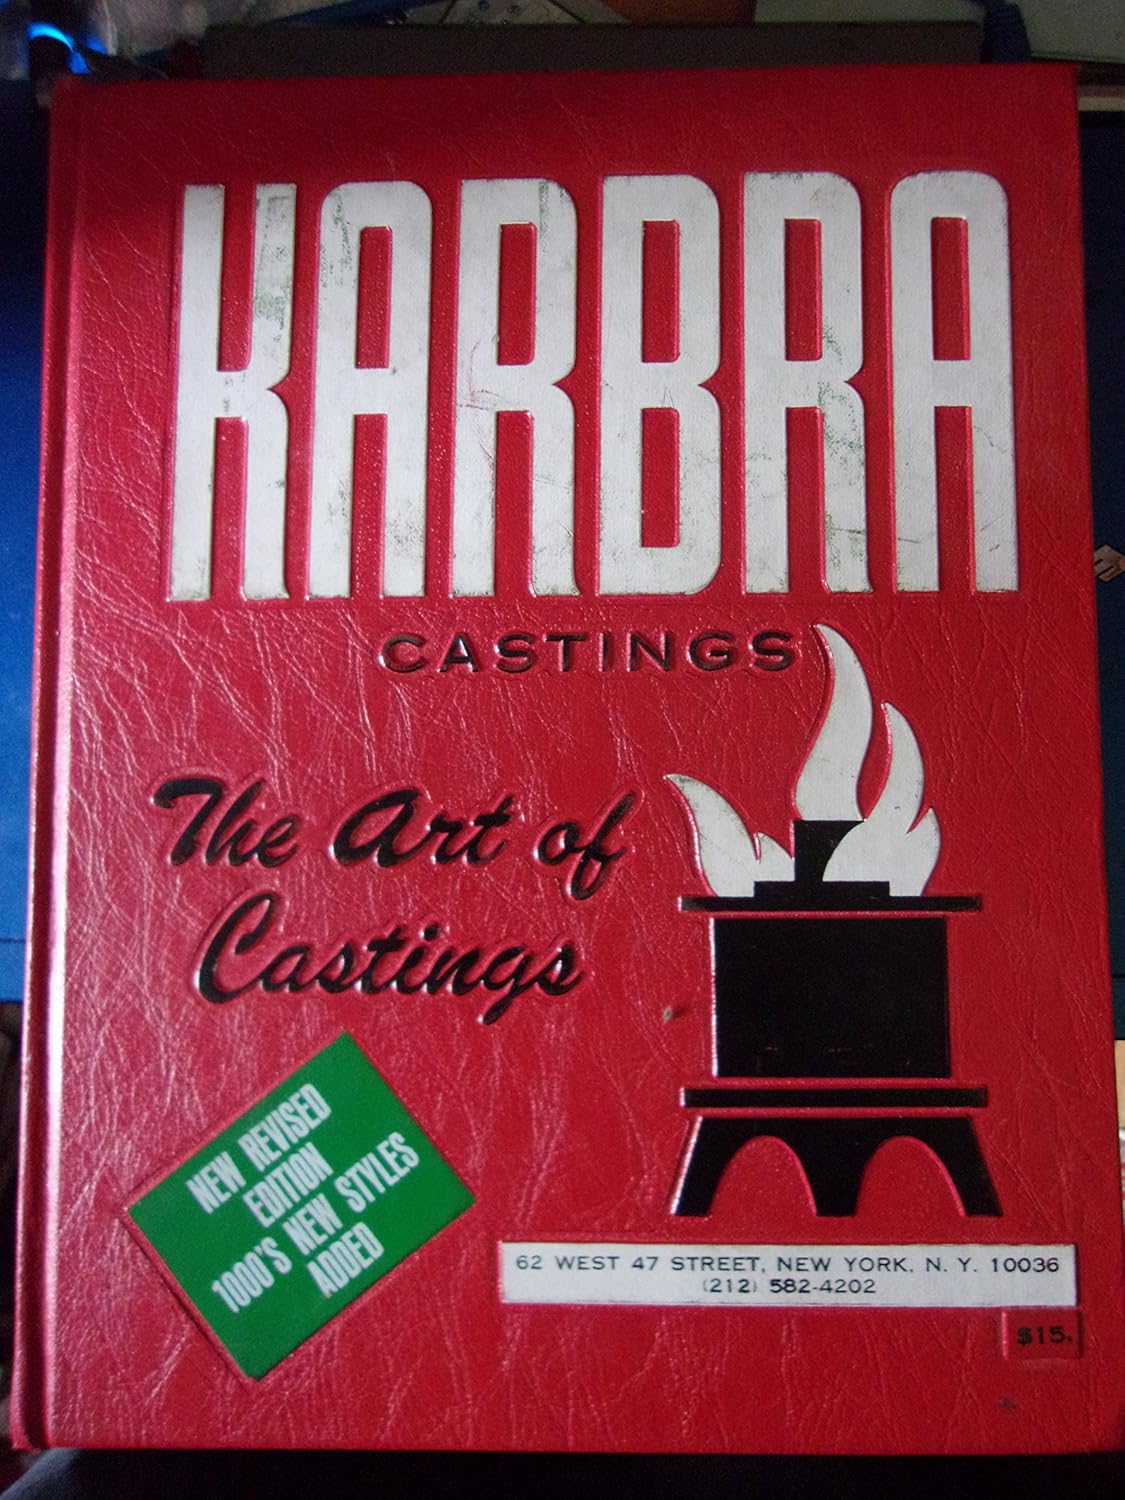 KARBRA
CASTINGS
The Art of
Castings
NEW REVISED
EDITION
1000'S NEW STYLES
ADDED
62 WEST 47 STREET, NEW YORK, N. Y. 10036
(212) 582-4202
$15.